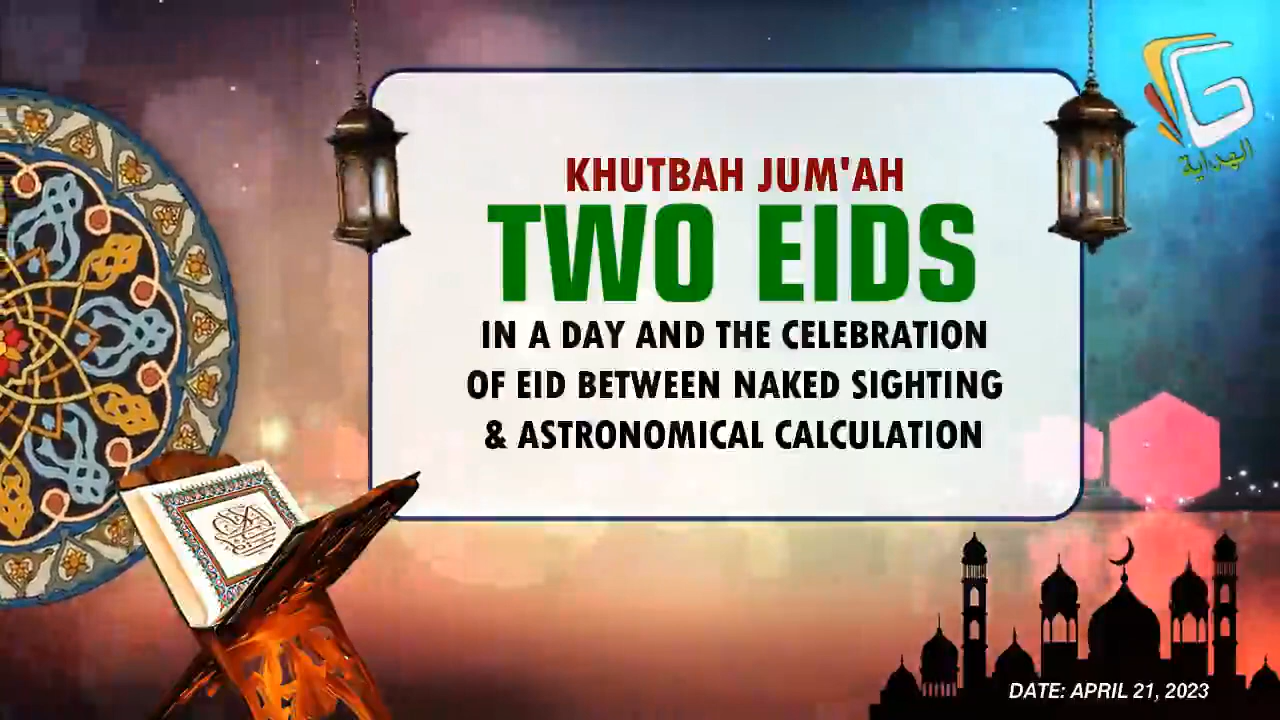 الهداية
KHUTBAH JUM'AH
TWO EIDS
IN A DAY AND THE CELEBRATION
OF EID BETWEEN NAKED SIGHTING
& ASTRONOMICAL CALCULATION
DATE: APRIL 21, 2023